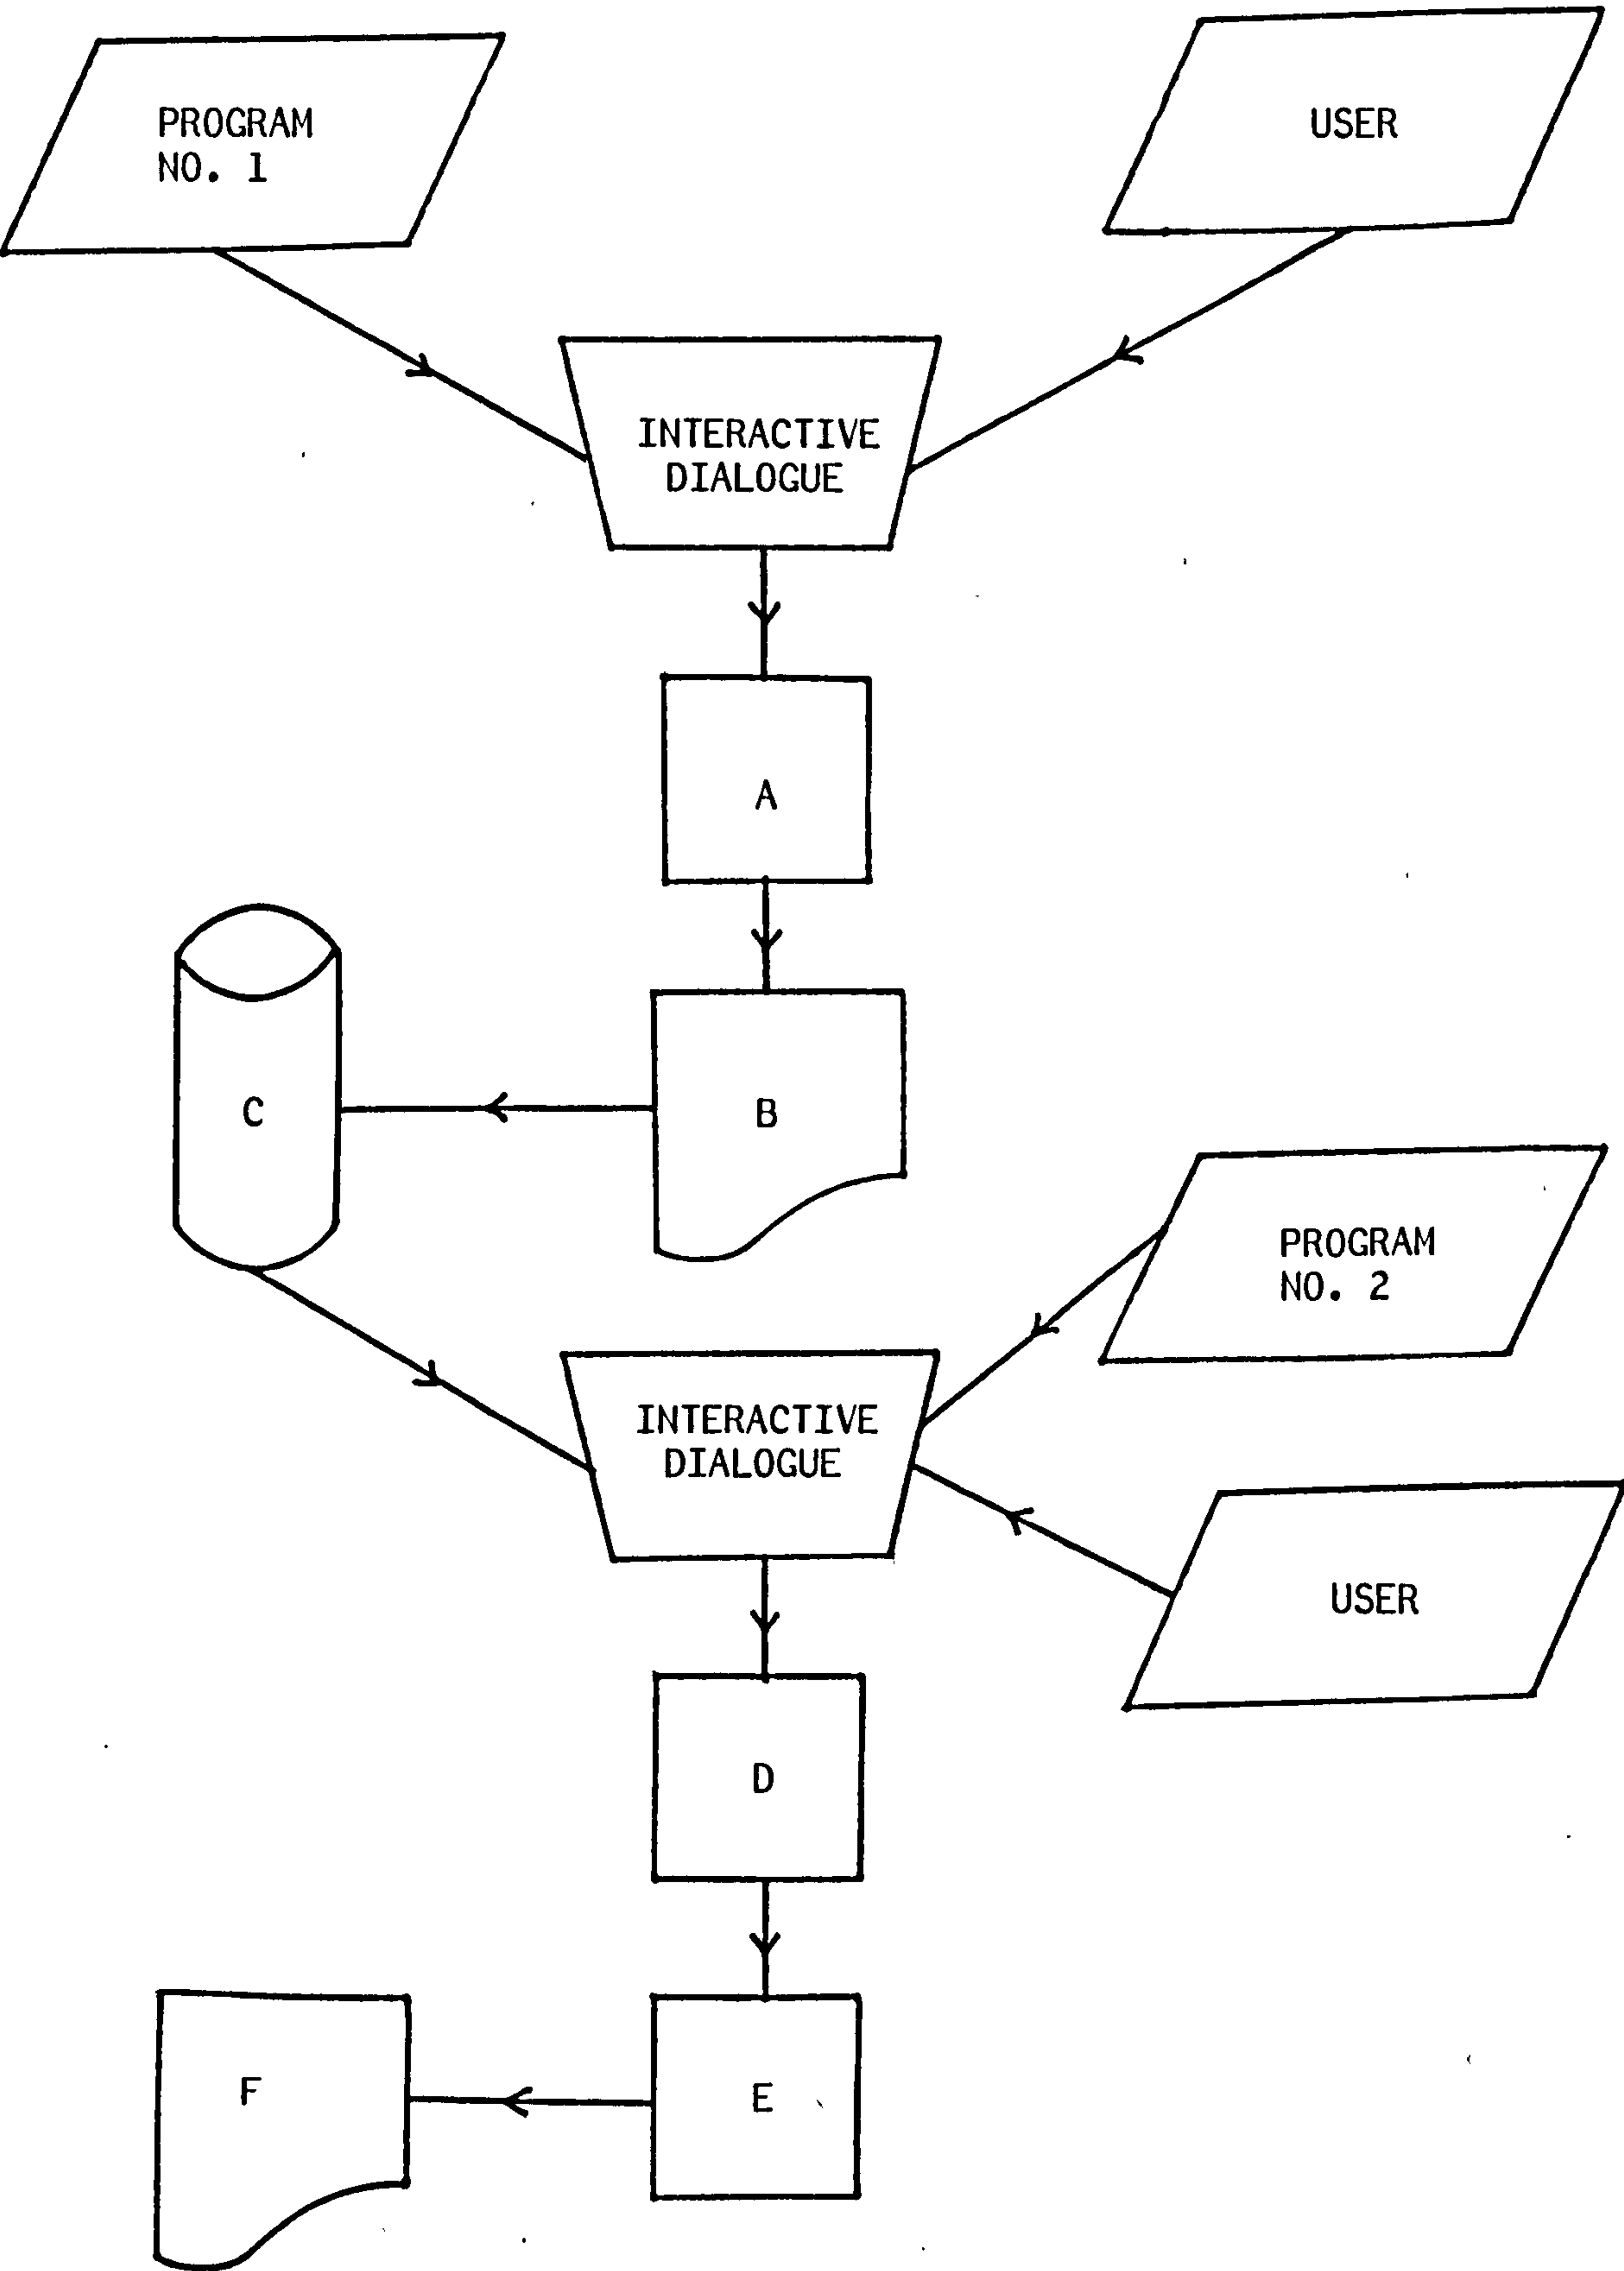 PROGRAM
NO. 1
USER
INTERACTIVE
DIALOGUE
A
C
B
PROGRAM
NO. 2
INTERACTIVE
DIALOGUE
USER
D
F
E